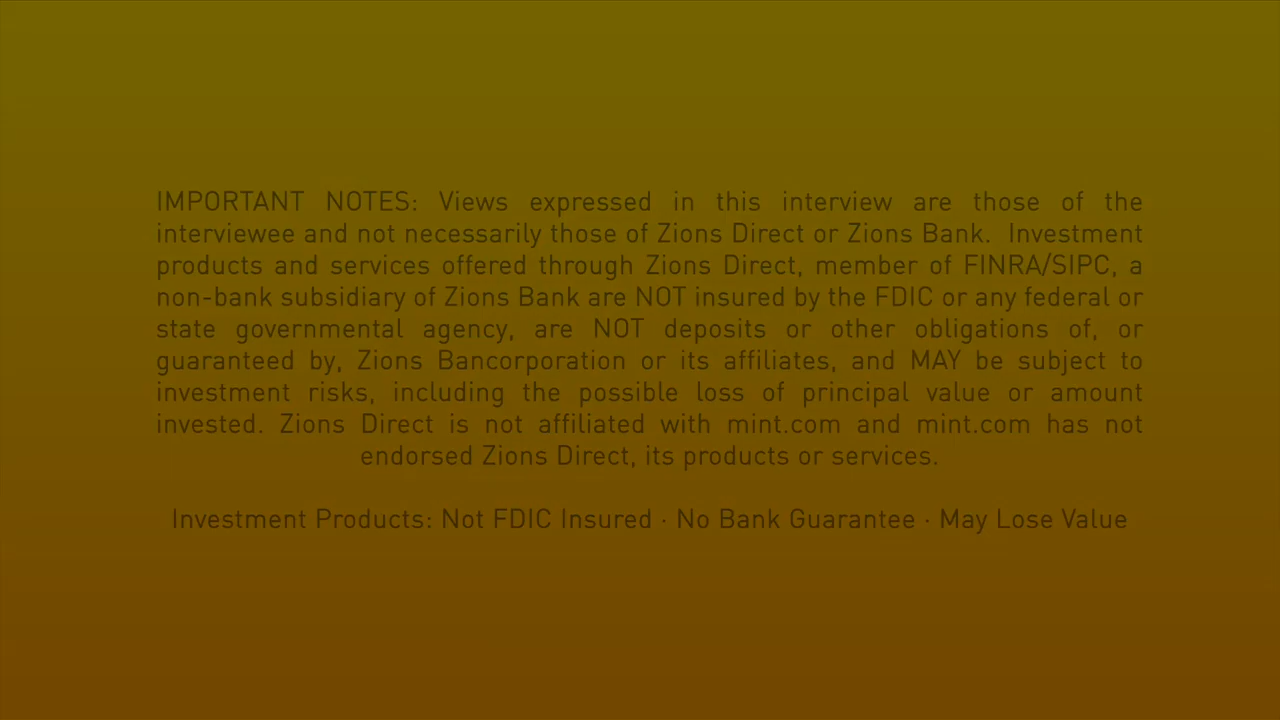 IMPORTANT NOTES: Views expressed in this interview are those of the
interviewee and not necessarily those of Zions Direct or Zions Bank. Investment
products and services offered through Zions Direct, member of FINRA/SIPC, a
non-bank subsidiary of Zions Bank are NOT insured by the FDIC or any federal or
state governmental agency, are NOT deposits or other obligations of, or
guaranteed by, Zions Bancorporation or its affiliates, and MAY be subject to
investment risks, including the possible loss of principal value or amount
invested. Zions Direct is not affiliated with mint.com and mint.com has not
endorsed Zions Direct, its products or services.
Investment Products: Not FDIC Insured · No Bank Guarantee · May Lose Value